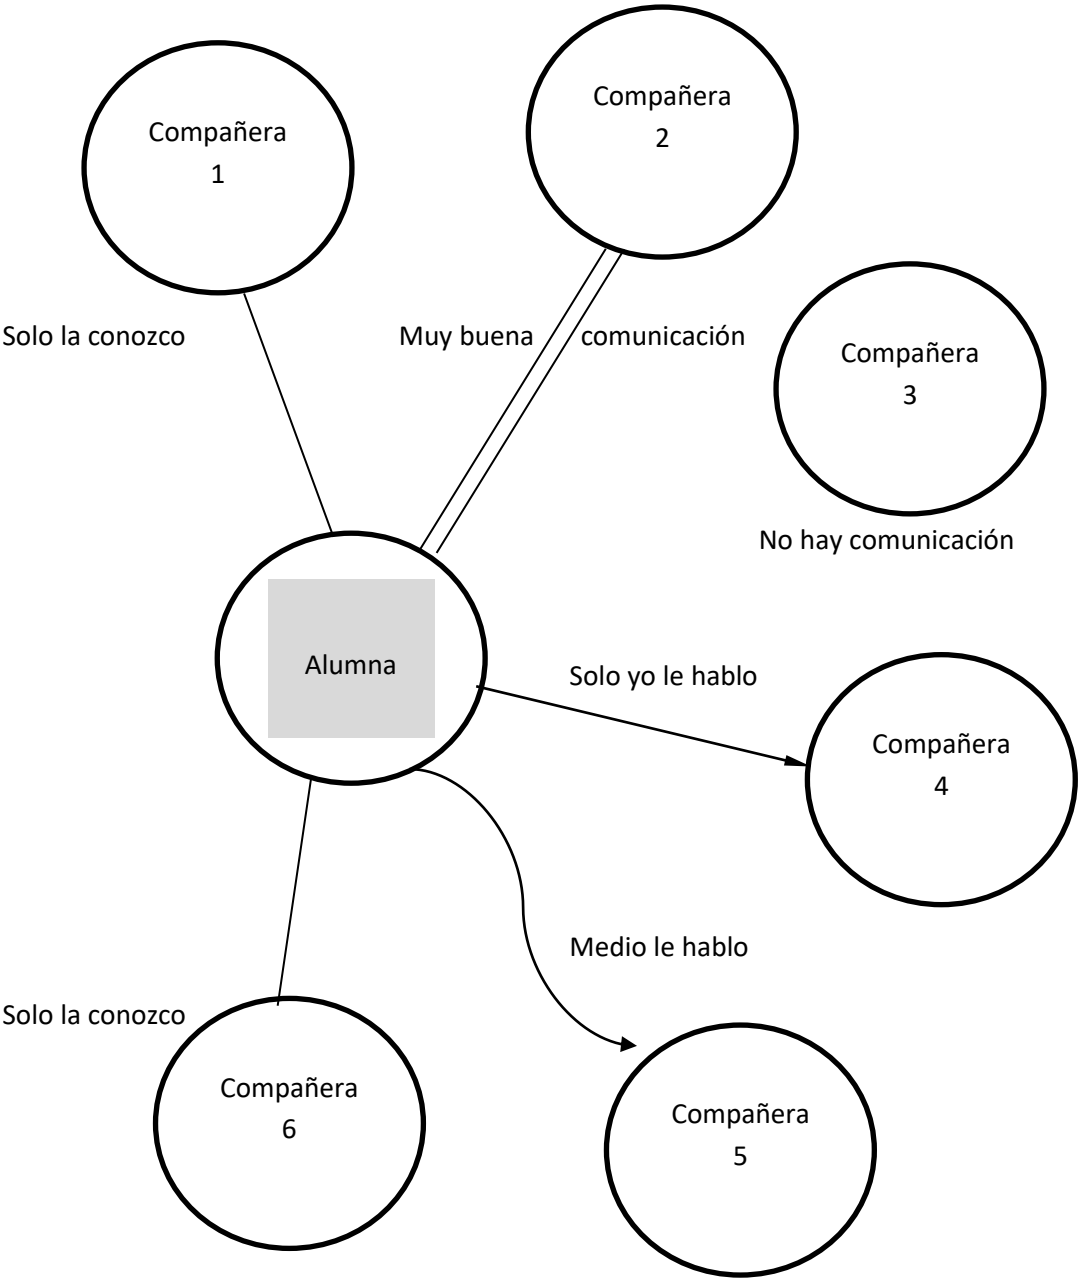 Compañera
2
Compañera
1
Solo la conozco
Muy buena comunicación
Compañera
3
No hay comunicación
Alumna
Solo yo le hablo
Compañera
4
Medio le hablo
Solo la conozco
Compañera
6
Compañera
5